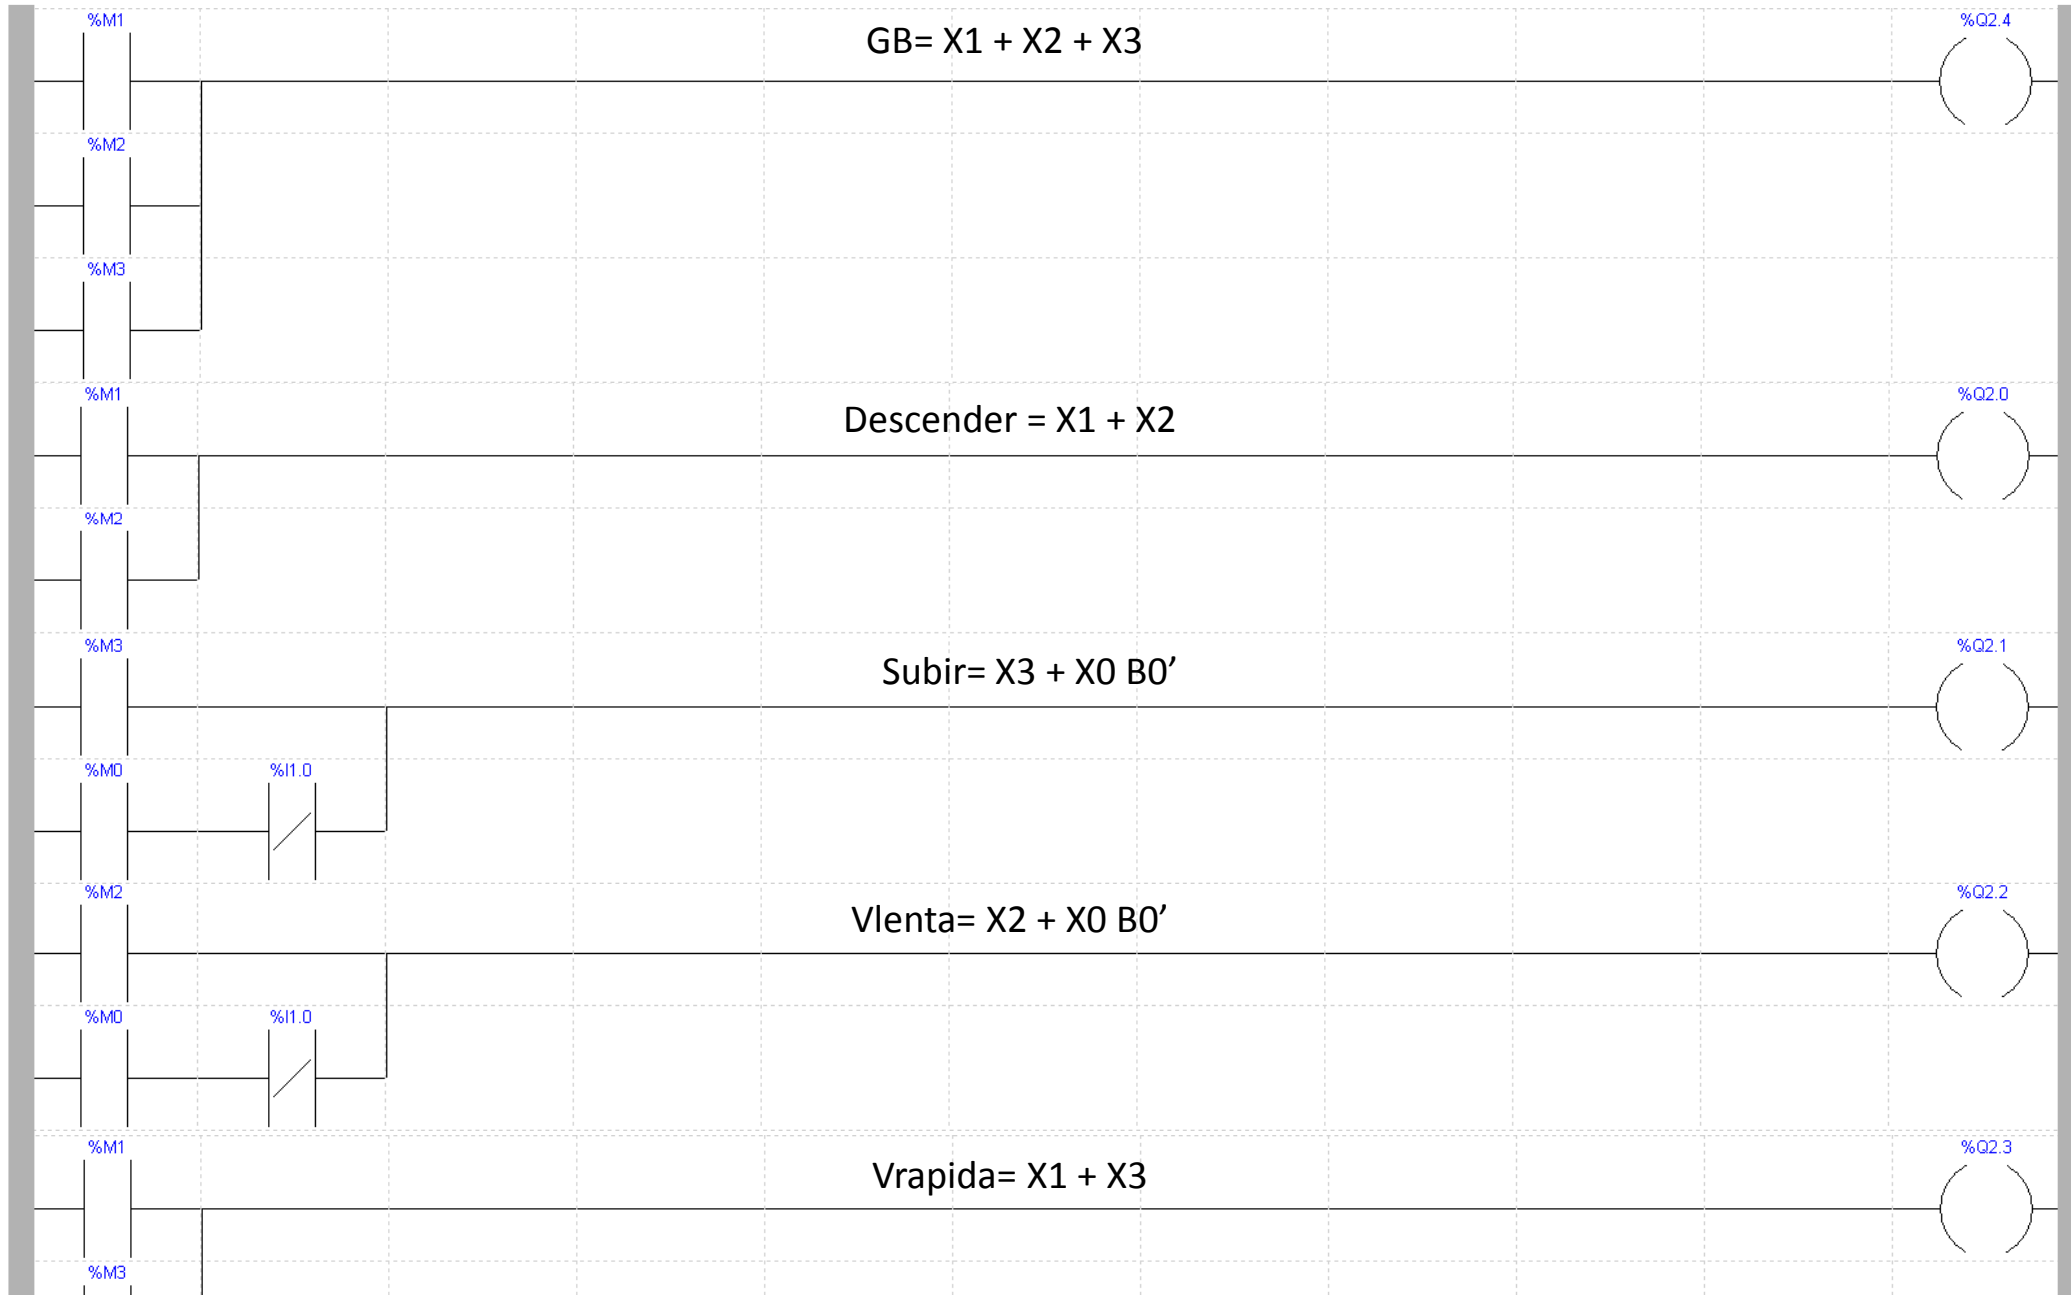 %M1 GB= X1 + X2 + X3 %Q2.4
%M2
%M3
%M1 Descender = X1 + X2 %Q2.0
%M2
%M3 Subir= X3 + X0 B0’ %Q2.1
%M0 %I1.0
%M2 Vlenta= X2 + X0 B0’ %Q2.2
%M0 %I1.0
%M1 Vrapida= X1 + X3 %Q2.3
%M3